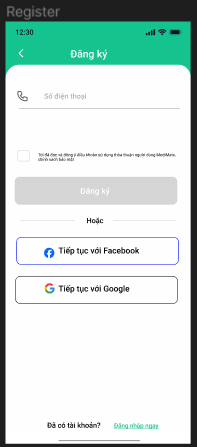 Register
12:30
Đăng ký
Số điện thoại
Tôi đã đọc và đồng ý điều khoản sử dụng thỏa thuận người dùng MediMate,
chính sách bảo mật
Đăng ký
Hoặc
Tiếp tục với Facebook
Tiếp tục với Google
Đã có tài khoản? Đăng nhập ngay